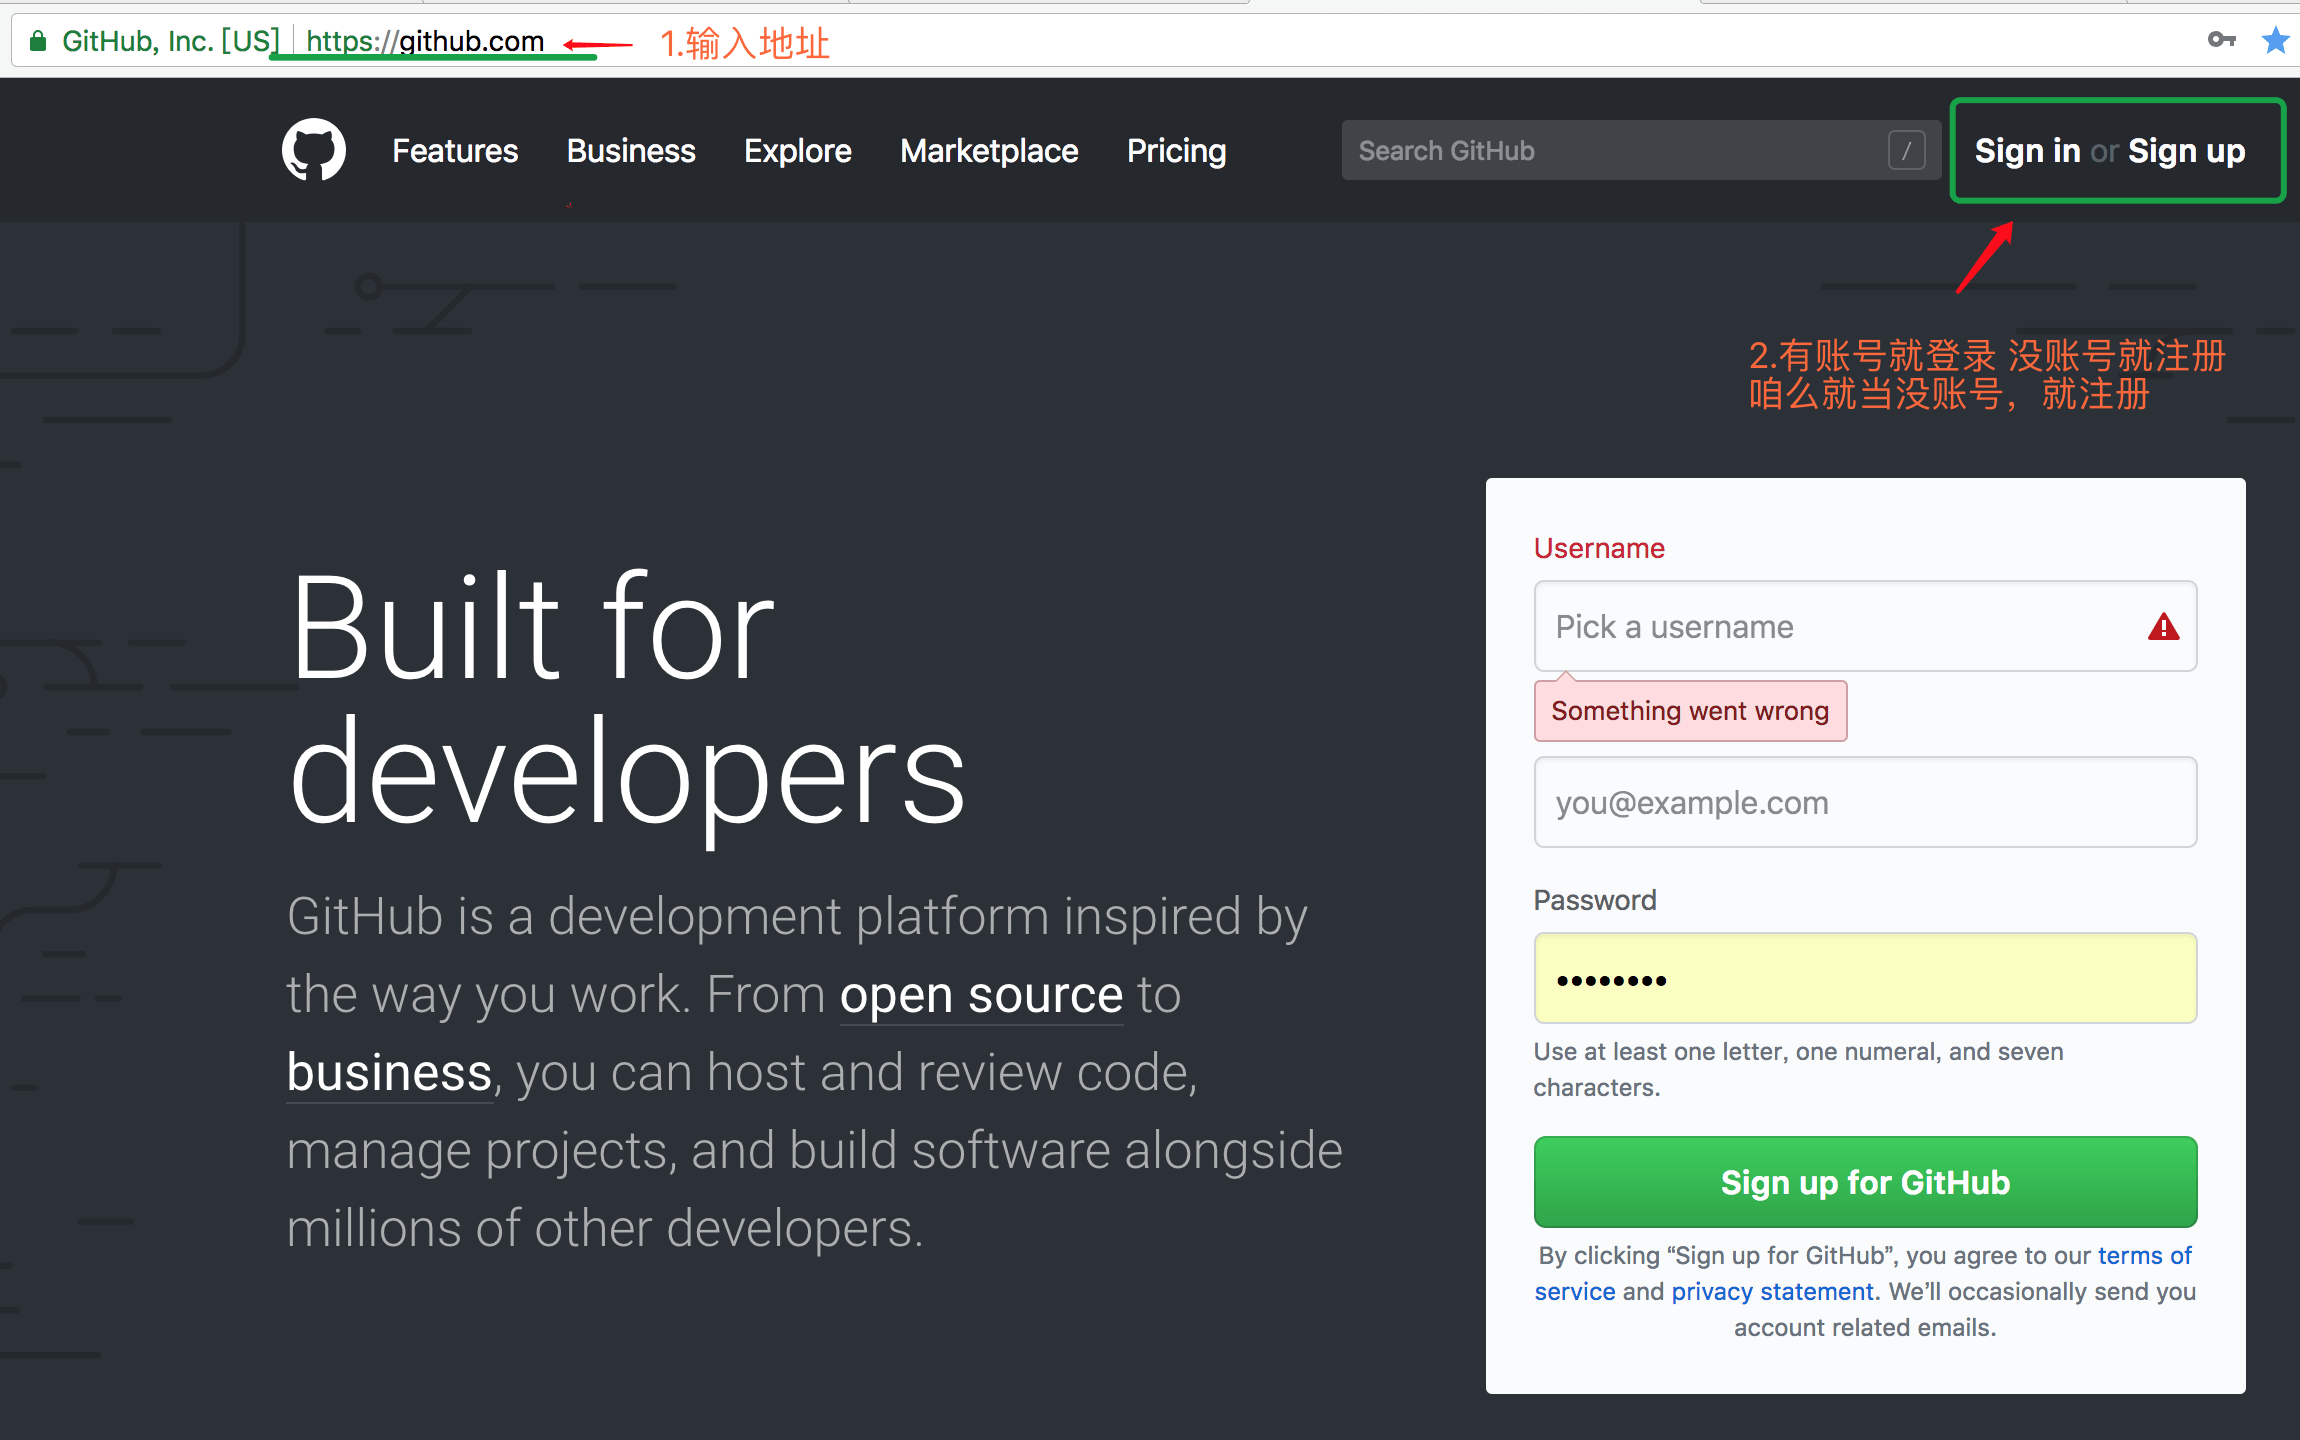 GitHub, Inc. [US] https://github.com 1.输入地址
Features Business Explore Marketplace Pricing Search GitHub / Sign in or Sign up
2.有账号就登录 没账号就注册
咱么就当没账号，就注册
Built for
developers
GitHub is a development platform inspired by
the way you work. From open source to
business, you can host and review code,
manage projects, and build software alongside
millions of other developers.
Username
Pick a username
Something went wrong
you@example.com
Password
••••••••
Use at least one letter, one numeral, and seven
characters.
Sign up for GitHub
By clicking “Sign up for GitHub”, you agree to our terms of
service and privacy statement. We’ll occasionally send you
account related emails.